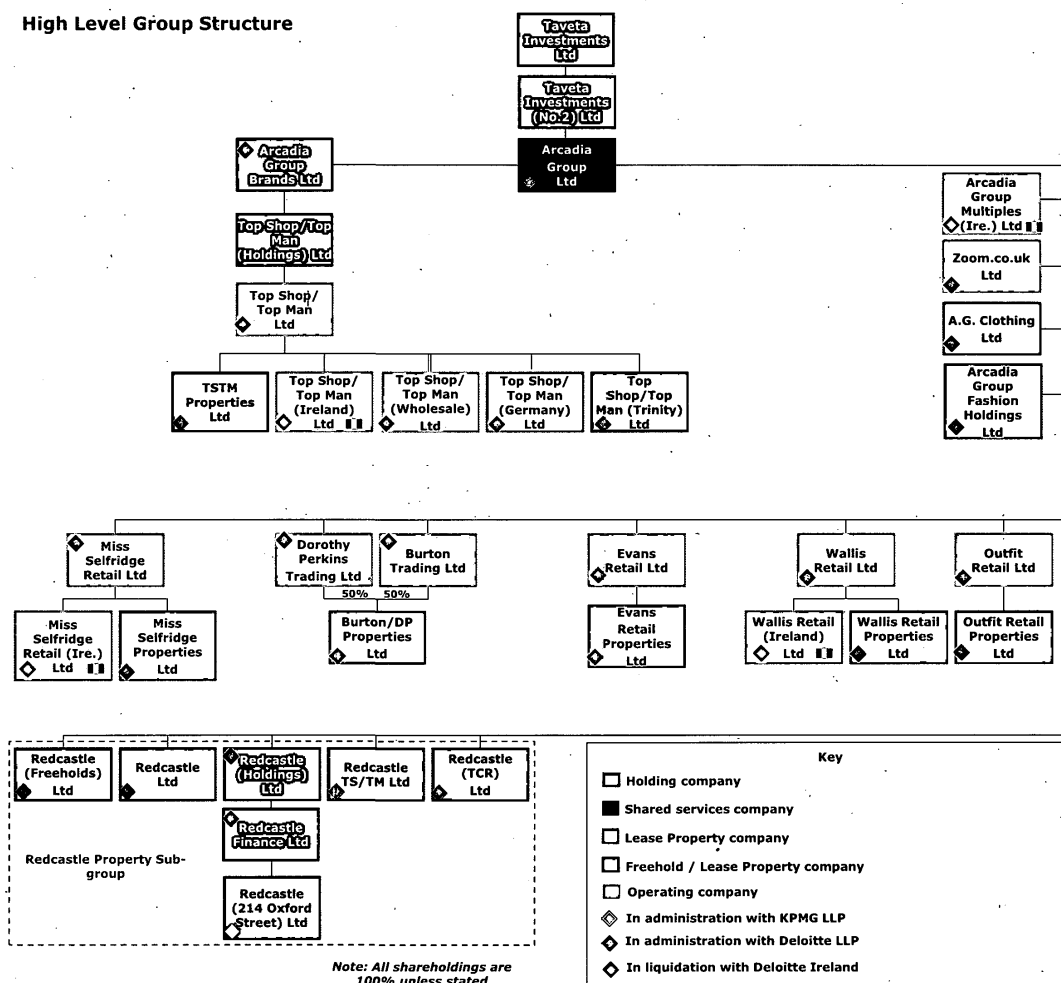 High Level Group Structure
Taveta
Investments
Ltd
Taveta
Investments
(No.2) Ltd
Arcadia
Group
Ltd
Arcadia
Group
Brands Ltd
Top Shop/Top
Man
(Holdings) Ltd
Top Shop/
Top Man
Ltd
TSTM
Properties
Ltd
Top Shop/
Top Man
(Ireland)
Ltd
Top Shop/
Top Man
(Wholesale)
Ltd
Top Shop/
Top Man
(Germany)
Ltd
Top
Shop/Top
Man (Trinity)
Ltd
Arcadia
Group
Multiples
(Ire.) Ltd
Zoom.co.uk
Ltd
A.G. Clothing
Ltd
Arcadia
Group
Fashion
Holdings
Ltd
Miss
Selfridge
Retail Ltd
Dorothy
Perkins
Trading Ltd
Burton
Trading Ltd
Evans
Retail Ltd
Wallis
Retail Ltd
Outfit
Retail Ltd
50% 50%
Miss
Selfridge
Retail (Ire.)
Ltd
Miss
Selfridge
Properties
Ltd
Burton/DP
Properties
Ltd
Evans
Retail
Properties
Ltd
Wallis Retail
(Ireland)
Ltd
Wallis Retail
Properties
Ltd
Outfit Retail
Properties
Ltd
Redcastle
(Freeholds)
Ltd
Redcastle
Ltd
Redcastle
(Holdings)
Ltd
Redcastle
TS/TM Ltd
Redcastle
(TCR)
Ltd
Redcastle
Finance Ltd
Redcastle
(214 Oxford
Street) Ltd
Redcastle Property Sub-
group
Key
Holding company
Shared services company
Lease Property company
Freehold / Lease Property company
Operating company
In administration with KPMG LLP
In administration with Deloitte LLP
In liquidation with Deloitte Ireland
Note: All shareholdings are
100% unless stated